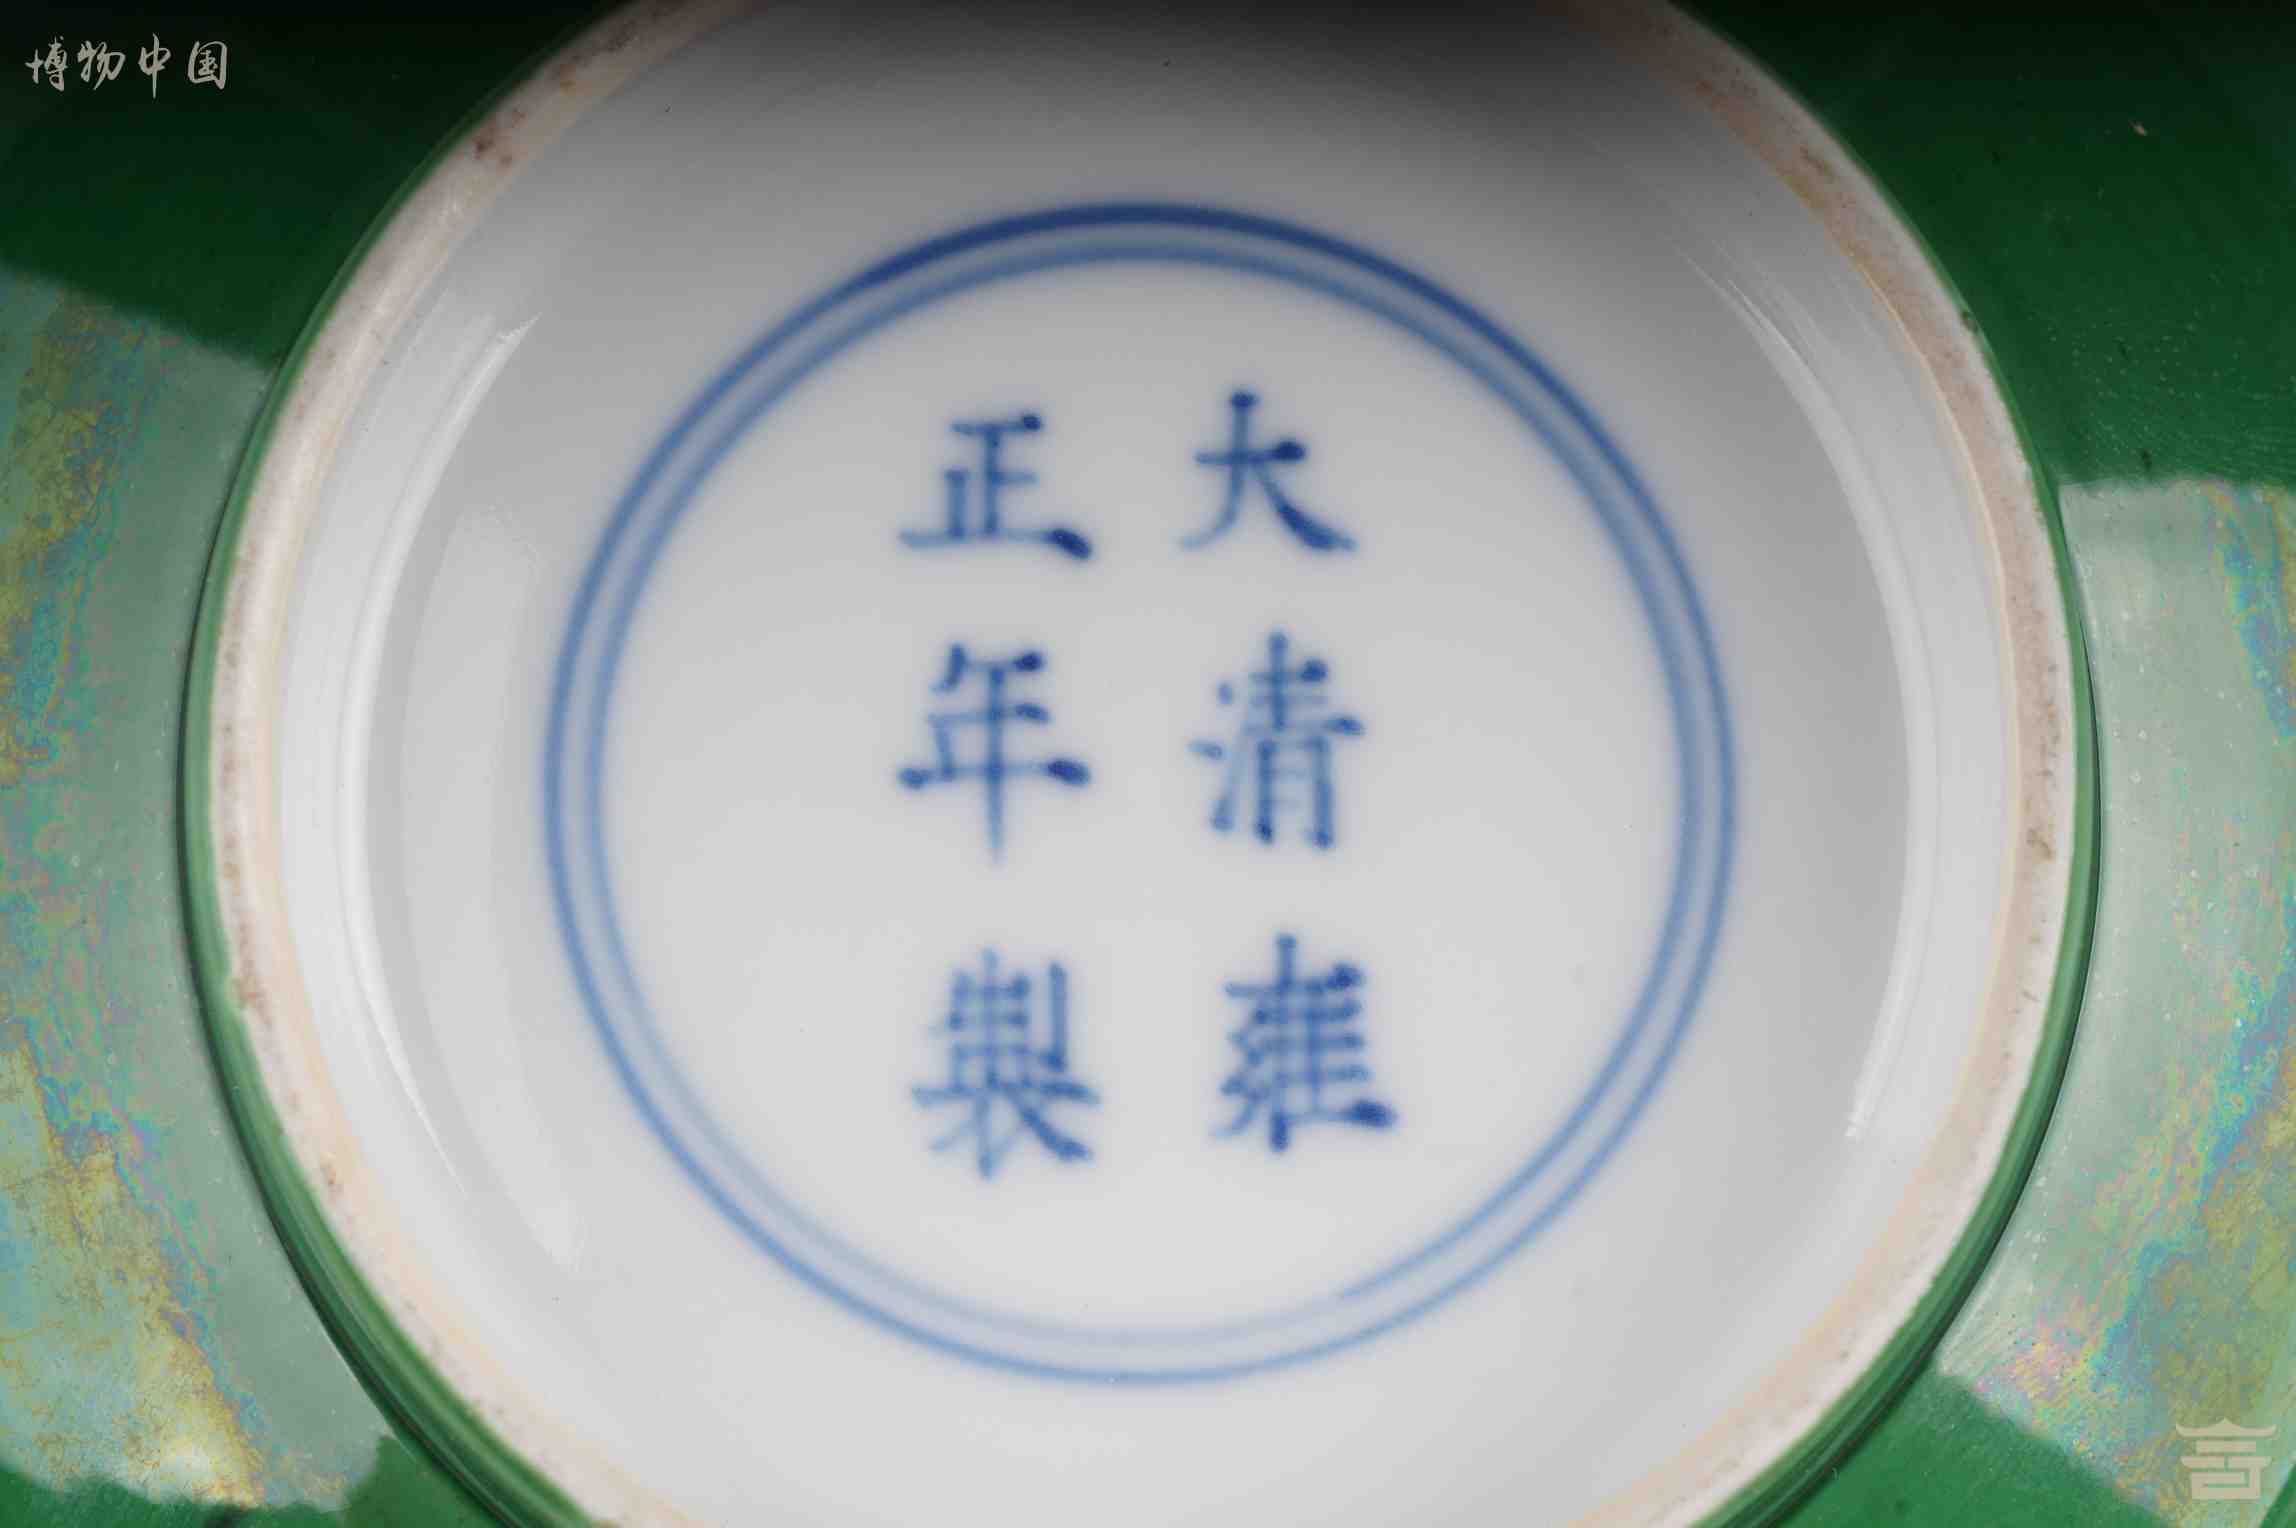 博物中国
大清雍
正年製